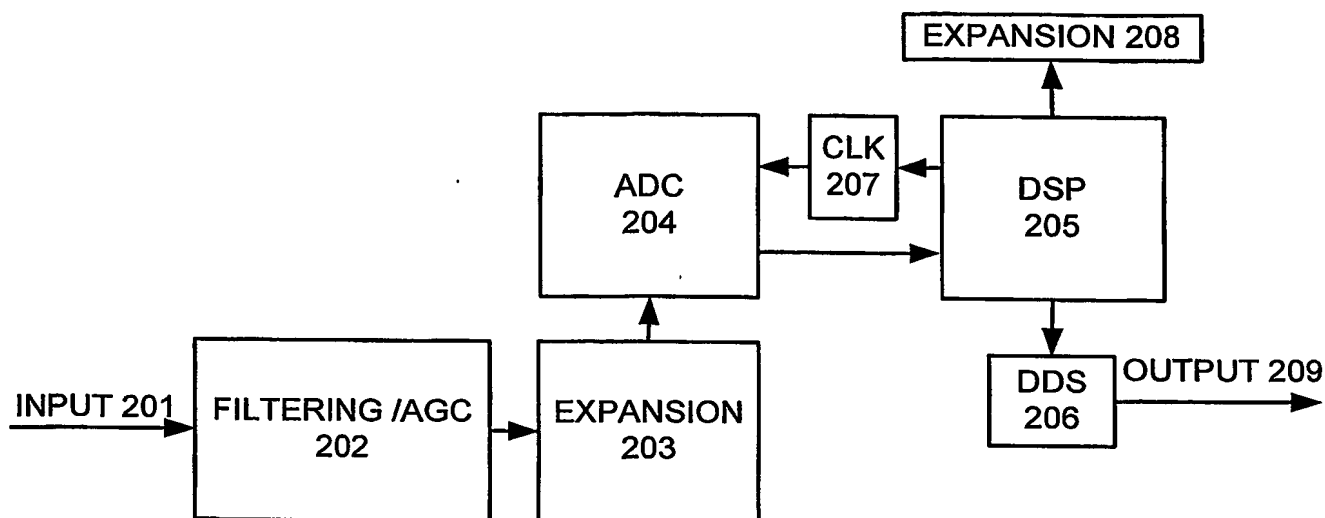 EXPANSION 208
ADC
204
CLK
207
DSP
205
INPUT 201
FILTERING /AGC
202
EXPANSION
203
DDS
206
OUTPUT 209